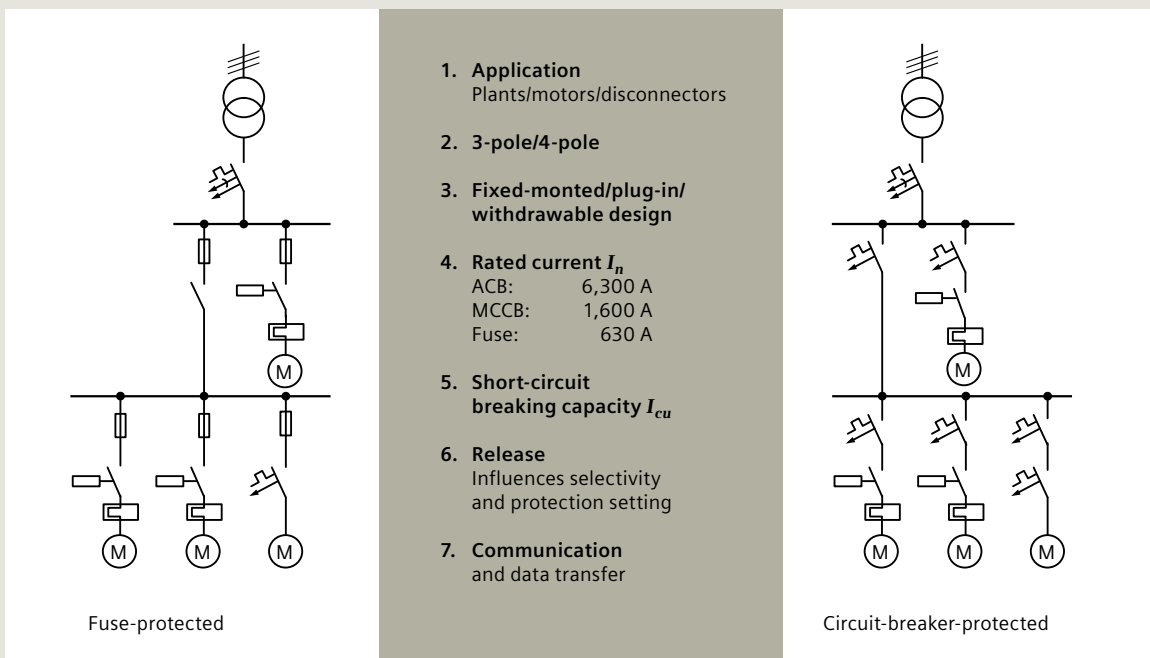 M
M
M
M
Fuse-protected
1. Application
Plants/motors/disconnectors
2. 3-pole/4-pole
3. Fixed-monted/plug-in/
withdrawable design
4. Rated current In
ACB: 6,300 A
MCCB: 1,600 A
Fuse: 630 A
5. Short-circuit
breaking capacity Icu
6. Release
Influences selectivity
and protection setting
7. Communication
and data transfer
M
M
M
M
Circuit-breaker-protected